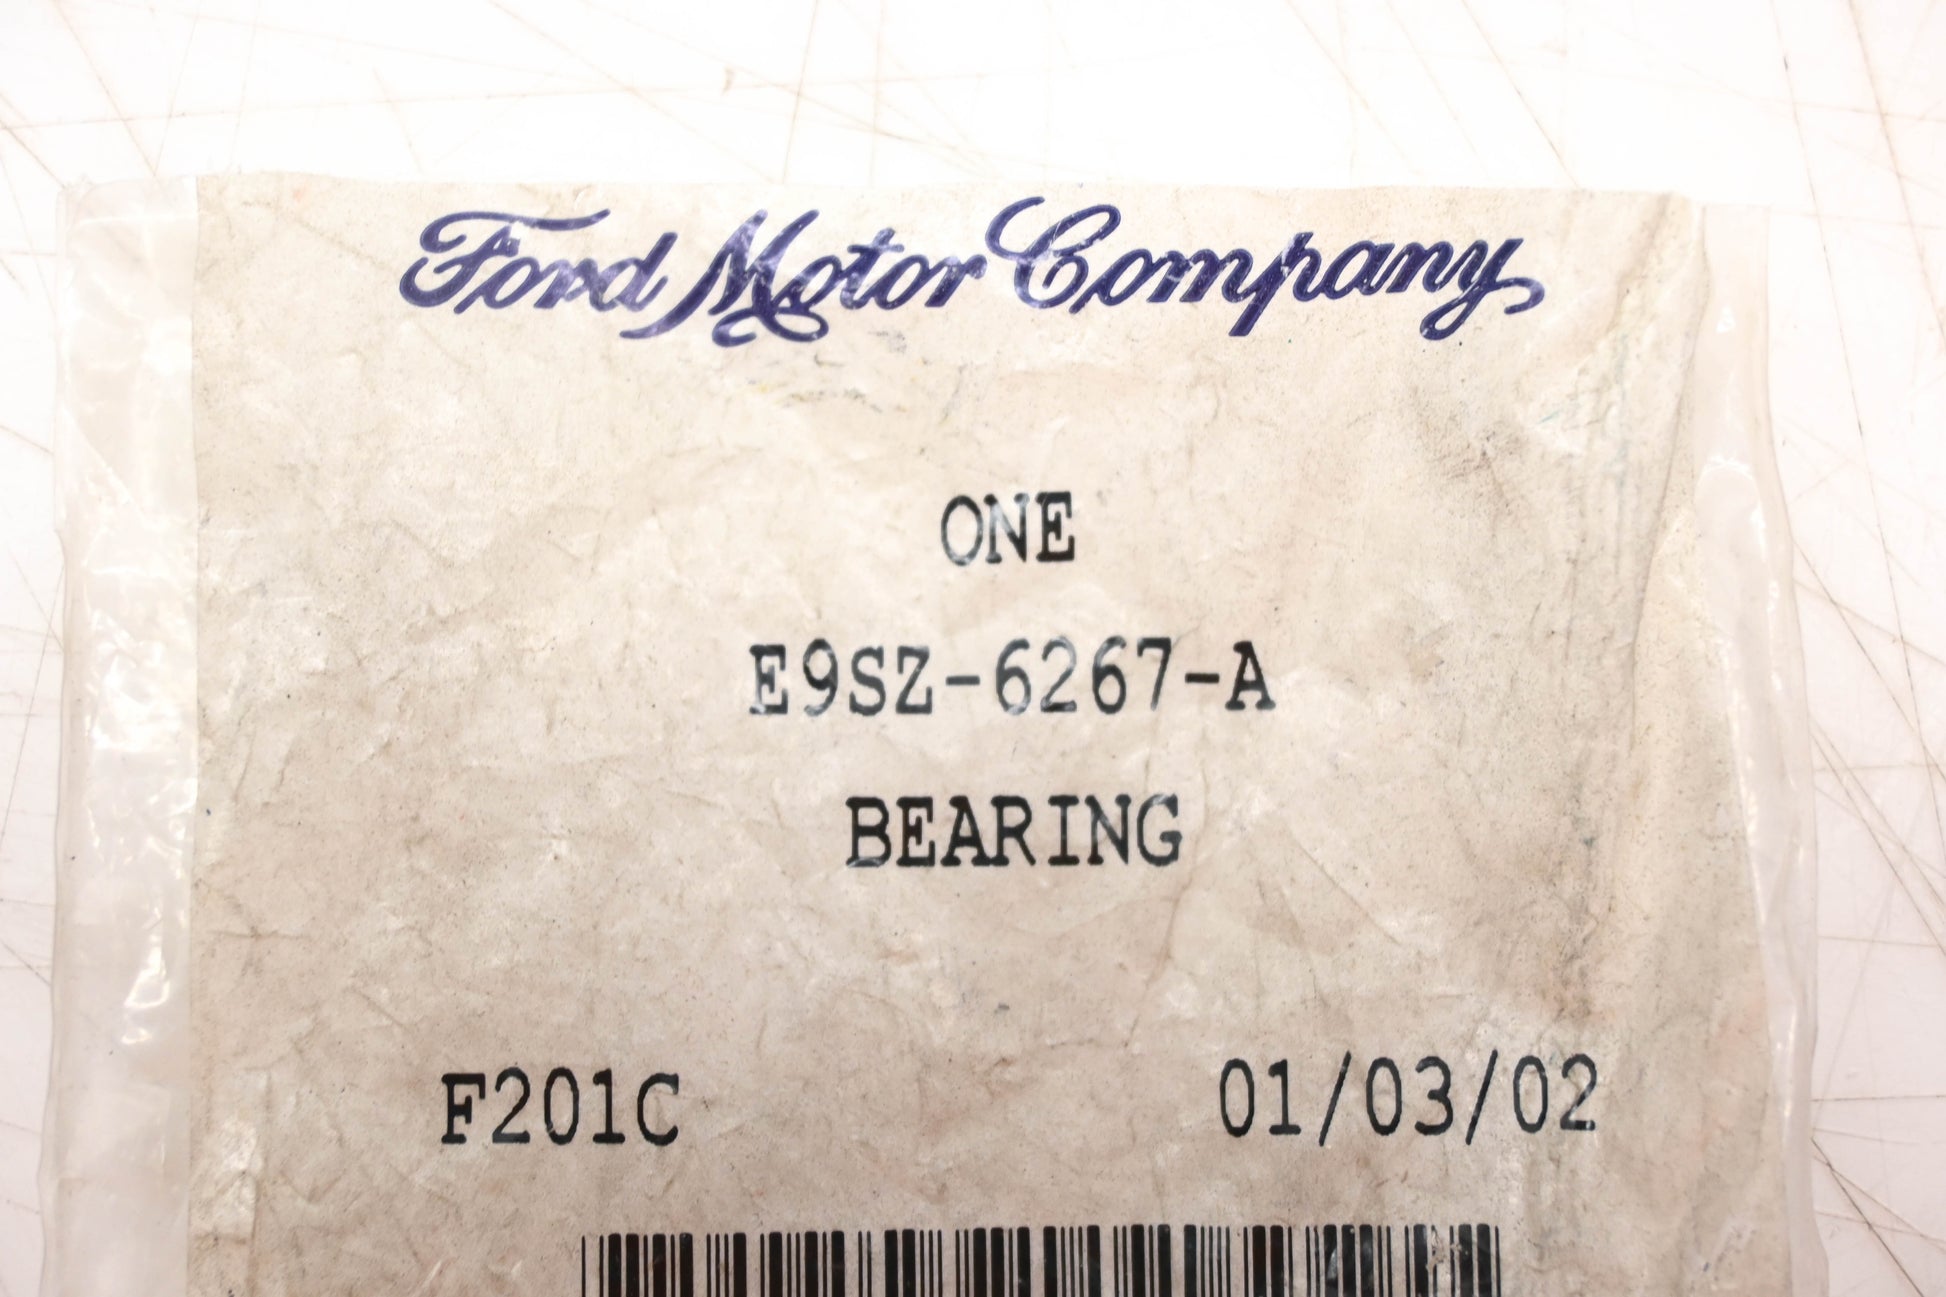 Ford Motor Company
ONE
E9SZ-6267-A
BEARING
F201C 01/03/02